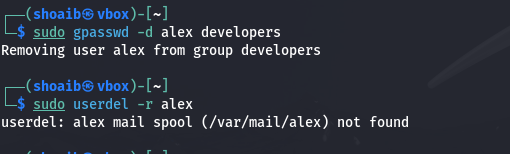 ┌──(shoaib㉿vbox)-[~]
└─$ sudo gpasswd -d alex developers
Removing user alex from group developers
┌──(shoaib㉿vbox)-[~]
└─$ sudo userdel -r alex
userdel: alex mail spool (/var/mail/alex) not found